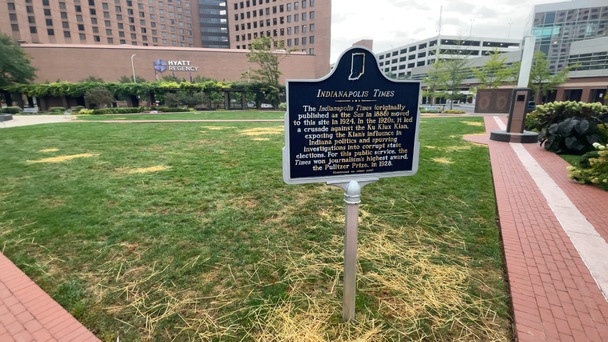 HYATT
REGENCY
INDIANAPOLIS TIMES
The Indianapolis Times (originally
published as the Sun in 1888) moved
to this site in 1924. In the 1920s, it led
a crusade against the Ku Klux Klan,
exposing the Klan's influence in
Indiana politics and spurring
investigations into corrupt state
elections. For this public service, the
Times won journalism's highest award,
the Pulitzer Prize, in 1928.